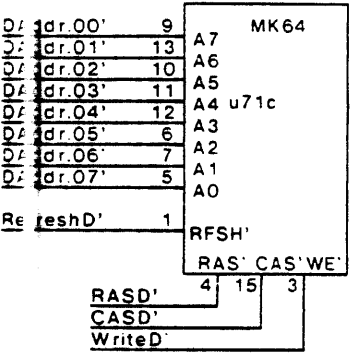 9 MK64
dr.00' A7
13
dr.01' A6
10
dr.02' A5
11
dr.03' A4 u71c
12
dr.04' A3
6
dr.05' A2
7
dr.06' A1
5
dr.07' A0
reshD' 1 RFSH'
RAS' CAS' WE'
4 15 3
RASD'
CASD'
WriteD'